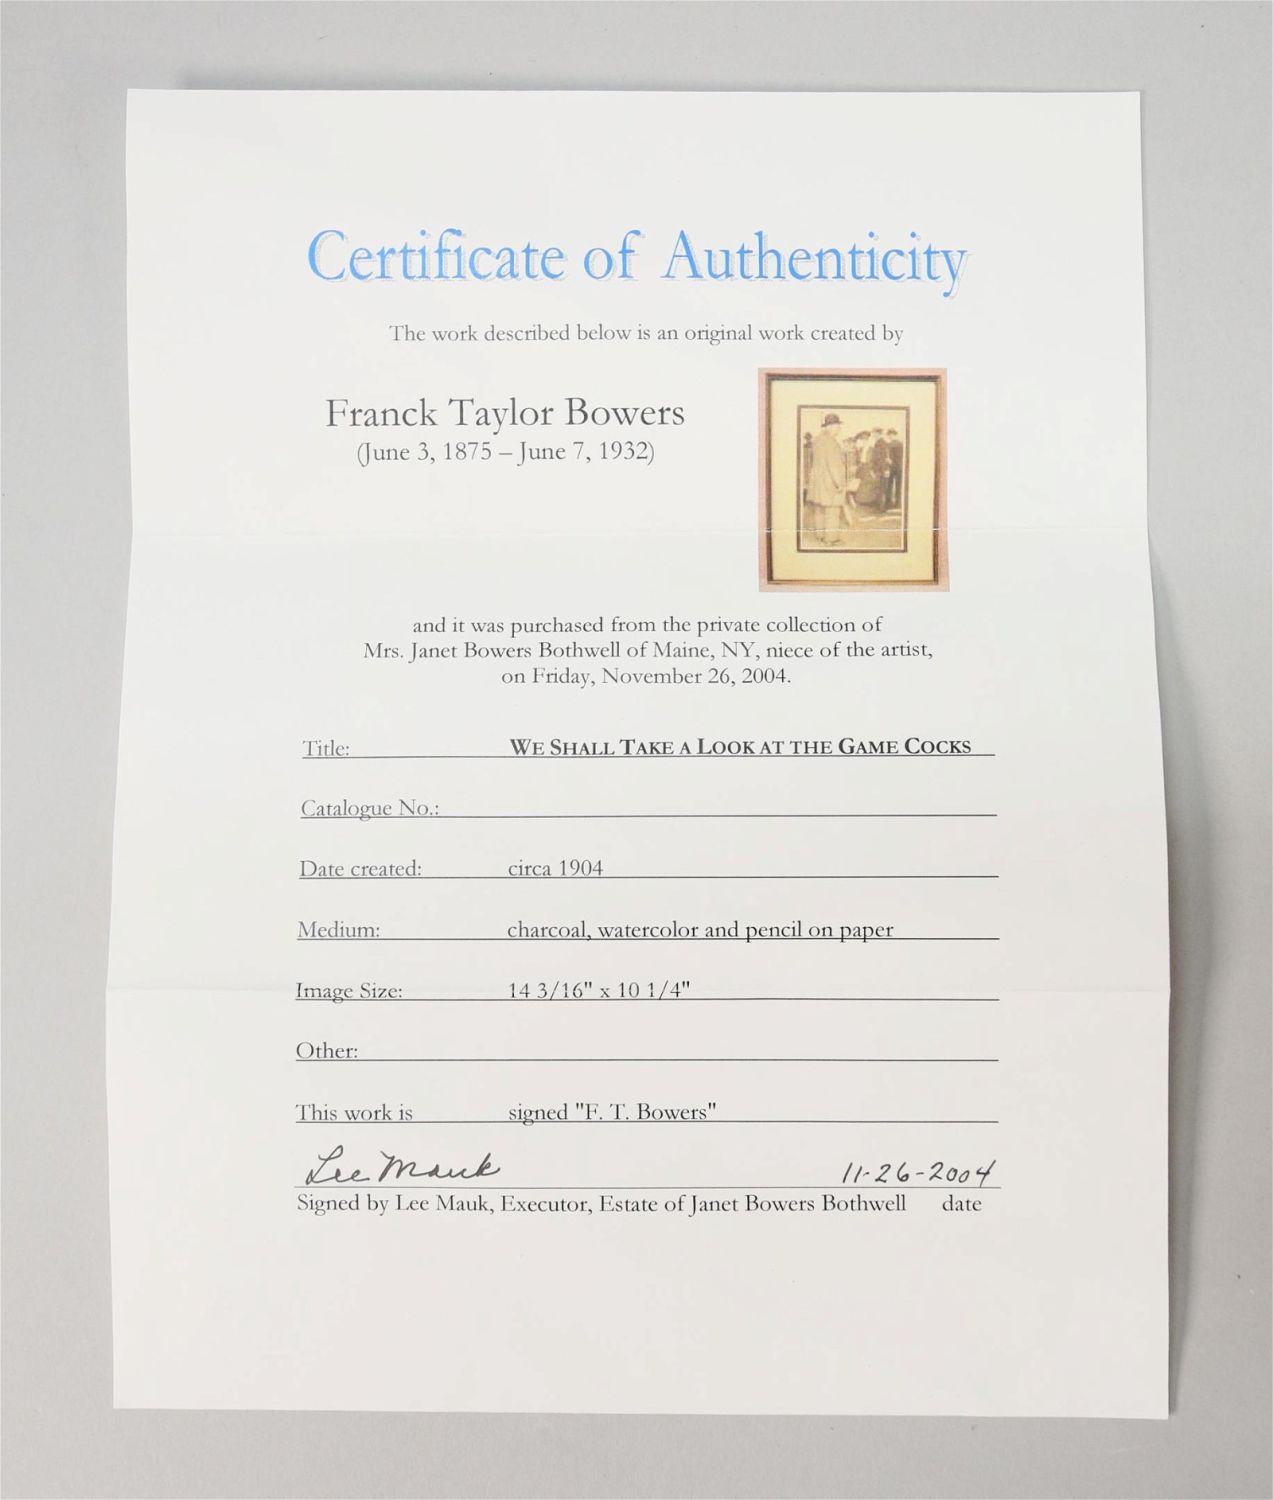 Certificate of Authenticity
The work described below is an original work created by
Franck Taylor Bowers
(June 3, 1875 – June 7, 1932)
and it was purchased from the private collection of
Mrs. Janet Bowers Bothwell of Maine, NY, niece of the artist,
on Friday, November 26, 2004.
Title: WE SHALL TAKE A LOOK AT THE GAME COCKS
Catalogue No.:
Date created: circa 1904
Medium: charcoal, watercolor and pencil on paper
Image Size: 14 3/16" x 10 1/4"
Other:
This work is signed "F. T. Bowers"
Lee Mauk 11-26-2004
Signed by Lee Mauk, Executor, Estate of Janet Bowers Bothwell date